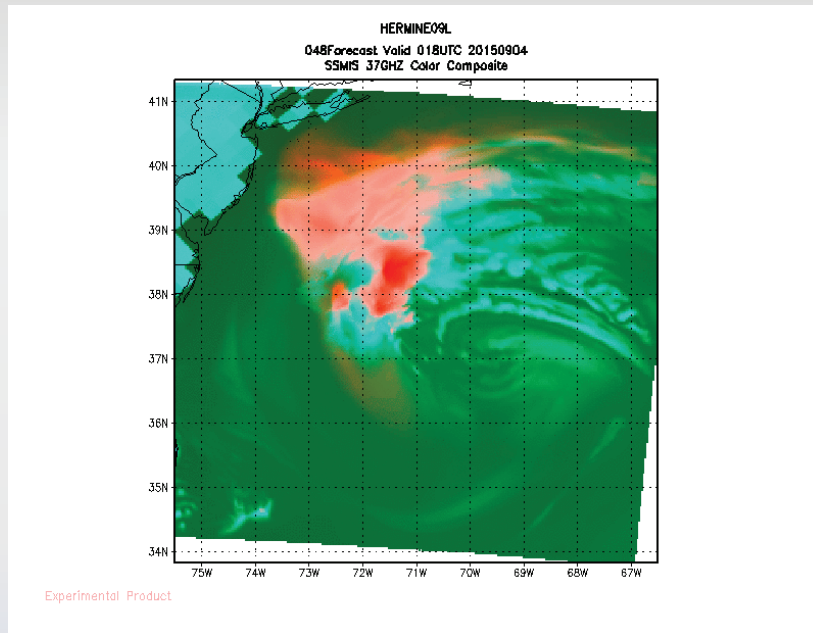 HERMINE09L
048Forecast Valid 018UTC 20150904
SSMIS 37GHZ Color Composite
41N
40N
39N
38N
37N
36N
35N
34N
75W 74W 73W 72W 71W 70W 69W 68W 67W
Experimental Product